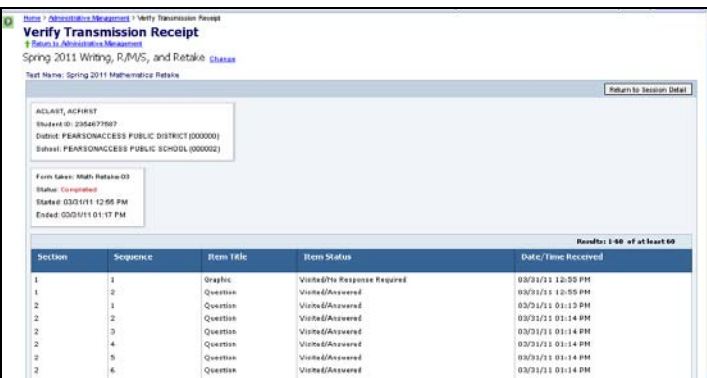 Home > Administrative Management > Verify Transmission Receipt
Verify Transmission Receipt
Return to Administrative Management
Spring 2011 Writing, R/M/S, and Retake Change
Test Name: Spring 2011 Mathematics Retake
Return to Session Detail
ACLAST, ACFIRST
Student ID: 2354677587
District: PEARSONACCESS PUBLIC DISTRICT (000000)
School: PEARSONACCESS PUBLIC SCHOOL (000002)
Form taken: Math Retake-03
Status: Completed
Started: 03/31/11 12:55 PM
Ended: 03/31/11 01:17 PM
Results: 1-60 of at least 60
Section Sequence Item Title Item Status Date/Time Received
1 1 Graphic Visited/No Response Required 03/31/11 12:55 PM
1 2 Question Visited/Answered 03/31/11 12:55 PM
2 1 Question Visited/Answered 03/31/11 01:13 PM
2 2 Question Visited/Answered 03/31/11 01:14 PM
2 3 Question Visited/Answered 03/31/11 01:14 PM
2 4 Question Visited/Answered 03/31/11 01:14 PM
2 5 Question Visited/Answered 03/31/11 01:14 PM
2 6 Question Visited/Answered 03/31/11 01:14 PM